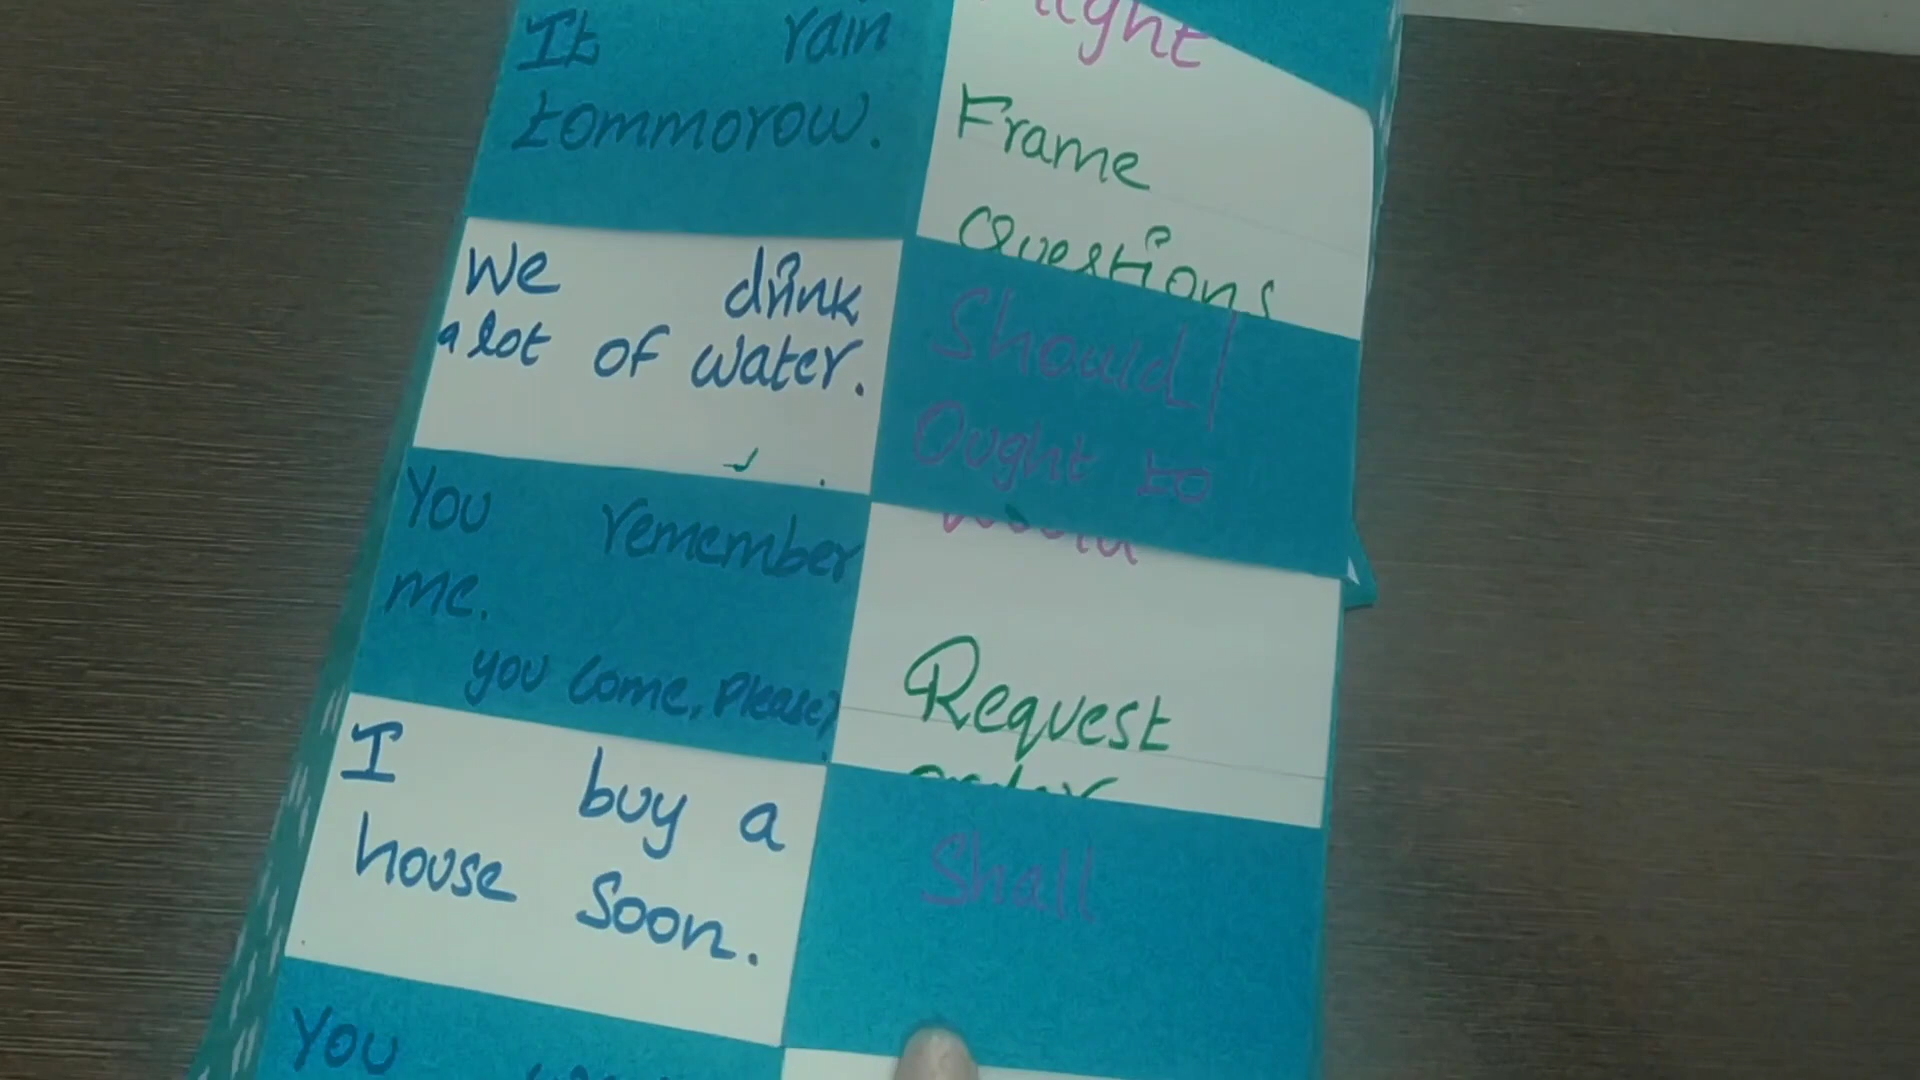 It rain
tommorow.
We drink
a lot of water.
You remember
me.
you come, Please?
I buy a
house soon.
You
Frame
Questions
Should/
Ought to
Request
Shall